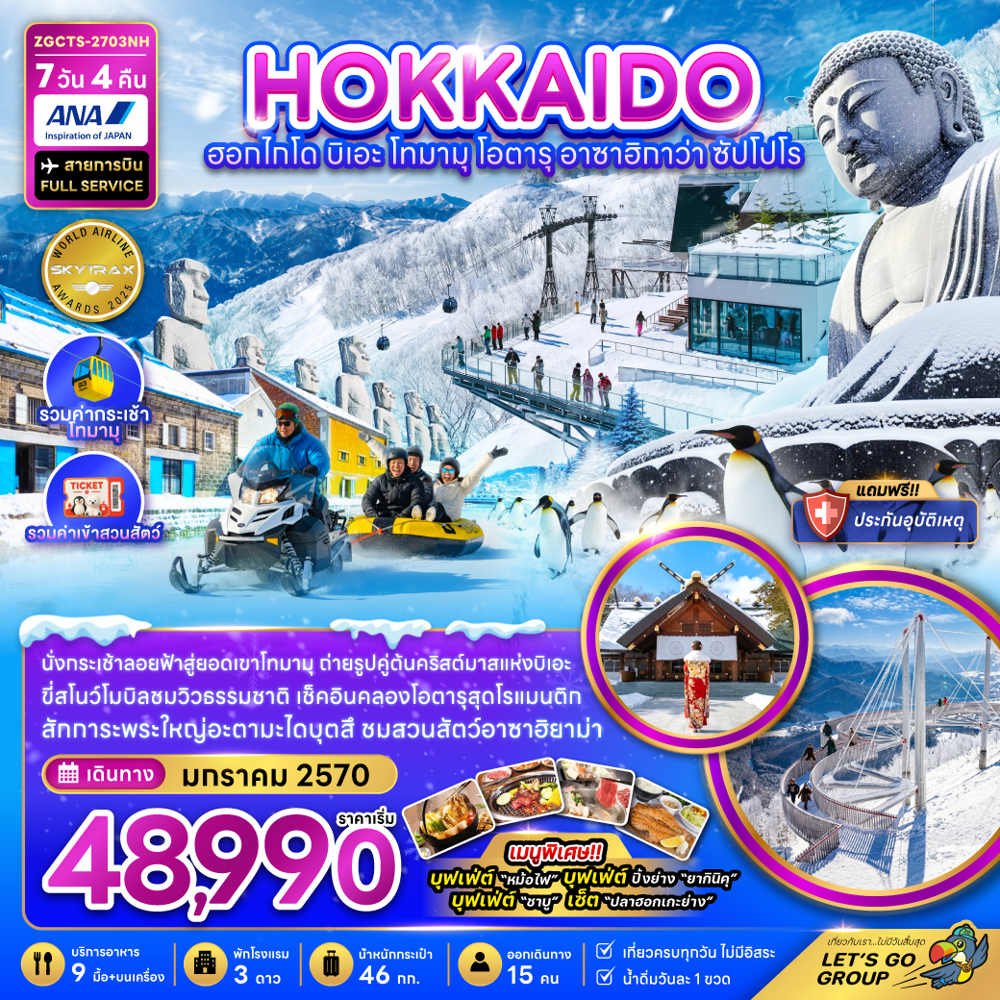 ZGCTS-2703NH
7 วัน 4 คืน
ANA
Inspiration of JAPAN
สายการบิน
FULL SERVICE
HOKKAIDO
ฮอกไกโด บิเอะ โทมามุ โอตารุ อาซาฮิกาว่า ซัปโปโร
WORLD AIRLINE
SKYTRAX
AWARDS 2025
93
รวมค่ากระเช้า
โทมามุ
TICKET
รวมค่าเข้าสวนสัตว์
แถมฟรี!!
ประกันอุบัติเหตุ
นั่งกระเช้าลอยฟ้าสู่ยอดเขาโทมามุ ถ่ายรูปคู่ต้นคริสต์มาสแห่งบิเอะ
ขี่สโนว์โมบิลชมวิวธรรมชาติ เช็คอินคลองโอตารุสุดโรแมนติก
สักการะพระใหญ่อะตามะไดบุตสึ ชมสวนสัตว์อาซาฮิยาม่า
เดินทาง มกราคม 2570
ราคาเริ่ม
48,990
เมนูพิเศษ!!
บุฟเฟ่ต์ "หม้อไฟ" บุฟเฟ่ต์ ปิ้งย่าง "ยากินิคุ"
บุฟเฟ่ต์ "ชาบู" เซ็ต "ปลาฮอกเกะย่าง"
บริการอาหาร
9 มื้อ+บนเครื่อง
พักโรงแรม
3 ดาว
น้ำหนักกระเป๋า
46 กก.
ออกเดินทาง
15 คน
เที่ยวครบทุกวัน ไม่มีอิสระ
น้ำดื่มวันละ 1 ขวด
เที่ยวกับเรา...ไม่มีวันสิ้นสุด
LET'S GO
GROUP